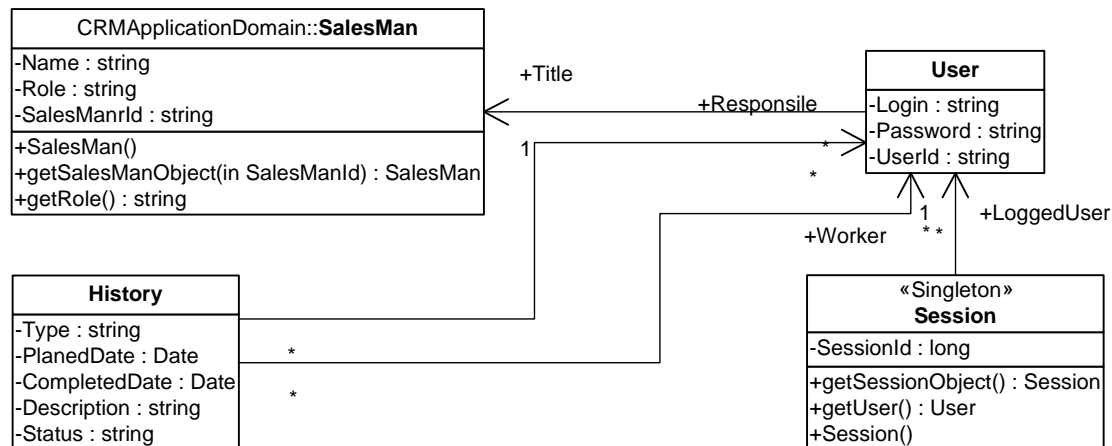 CRMApplicationDomain::SalesMan
-Name : string
-Role : string
-SalesManrId : string
+SalesMan()
+getSalesManObject(in SalesManId) : SalesMan
+getRole() : string
+Title
+Responsile
User
-Login : string
-Password : string
-UserId : string
1
*
*
+Worker
1
* *
+LoggedUser
History
-Type : string
-PlanedDate : Date
-CompletedDate : Date
-Description : string
-Status : string
*
*
«Singleton»
Session
-SessionId : long
+getSessionObject() : Session
+getUser() : User
+Session()